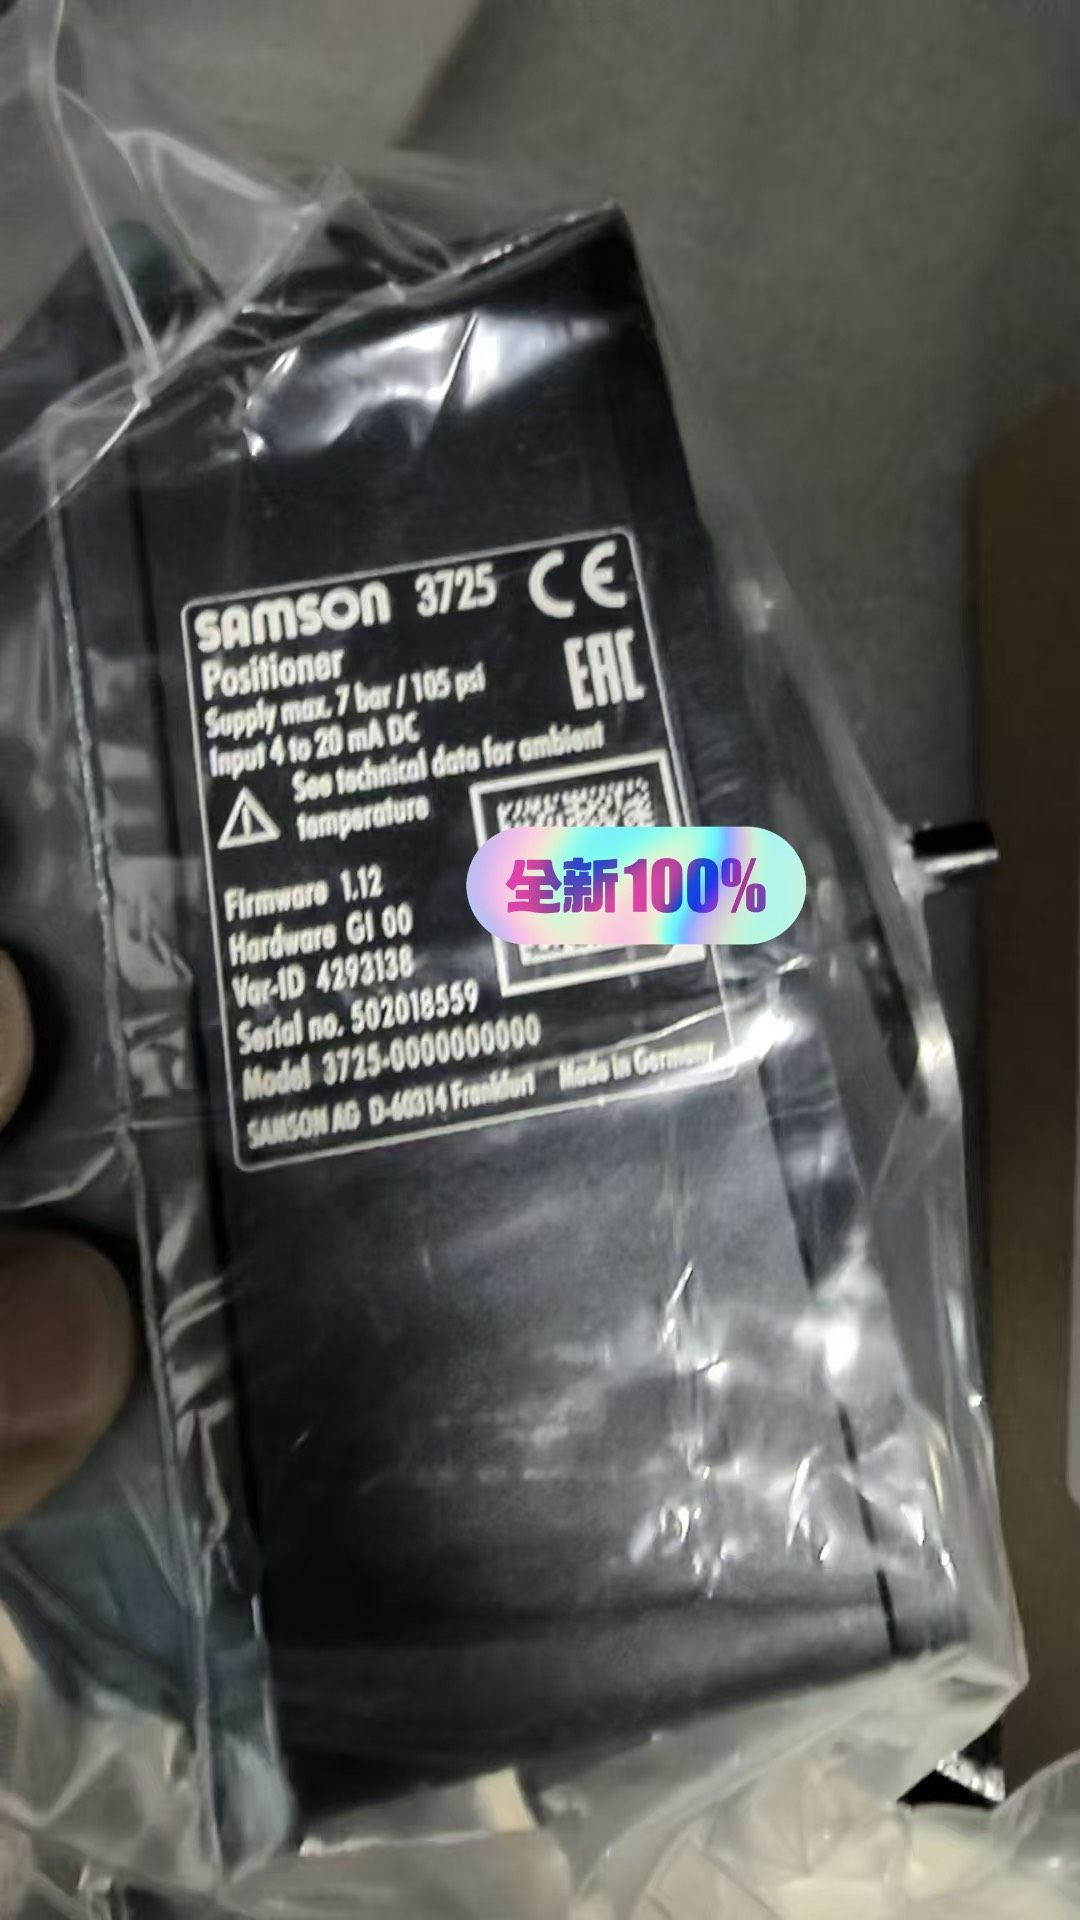 SAMSON 3725 CE
Positioner
EAC
Supply max. 7 bar / 105 psi
Input 4 to 20 mA DC
See technical data for ambient
temperature
全新100%
Firmware 1.12
Hardware GI 00
Var-ID 4293138
Serial no. 502018559
Model 3725-0000000000
SAMSON AG D-60314 Frankfurt Made in Germany